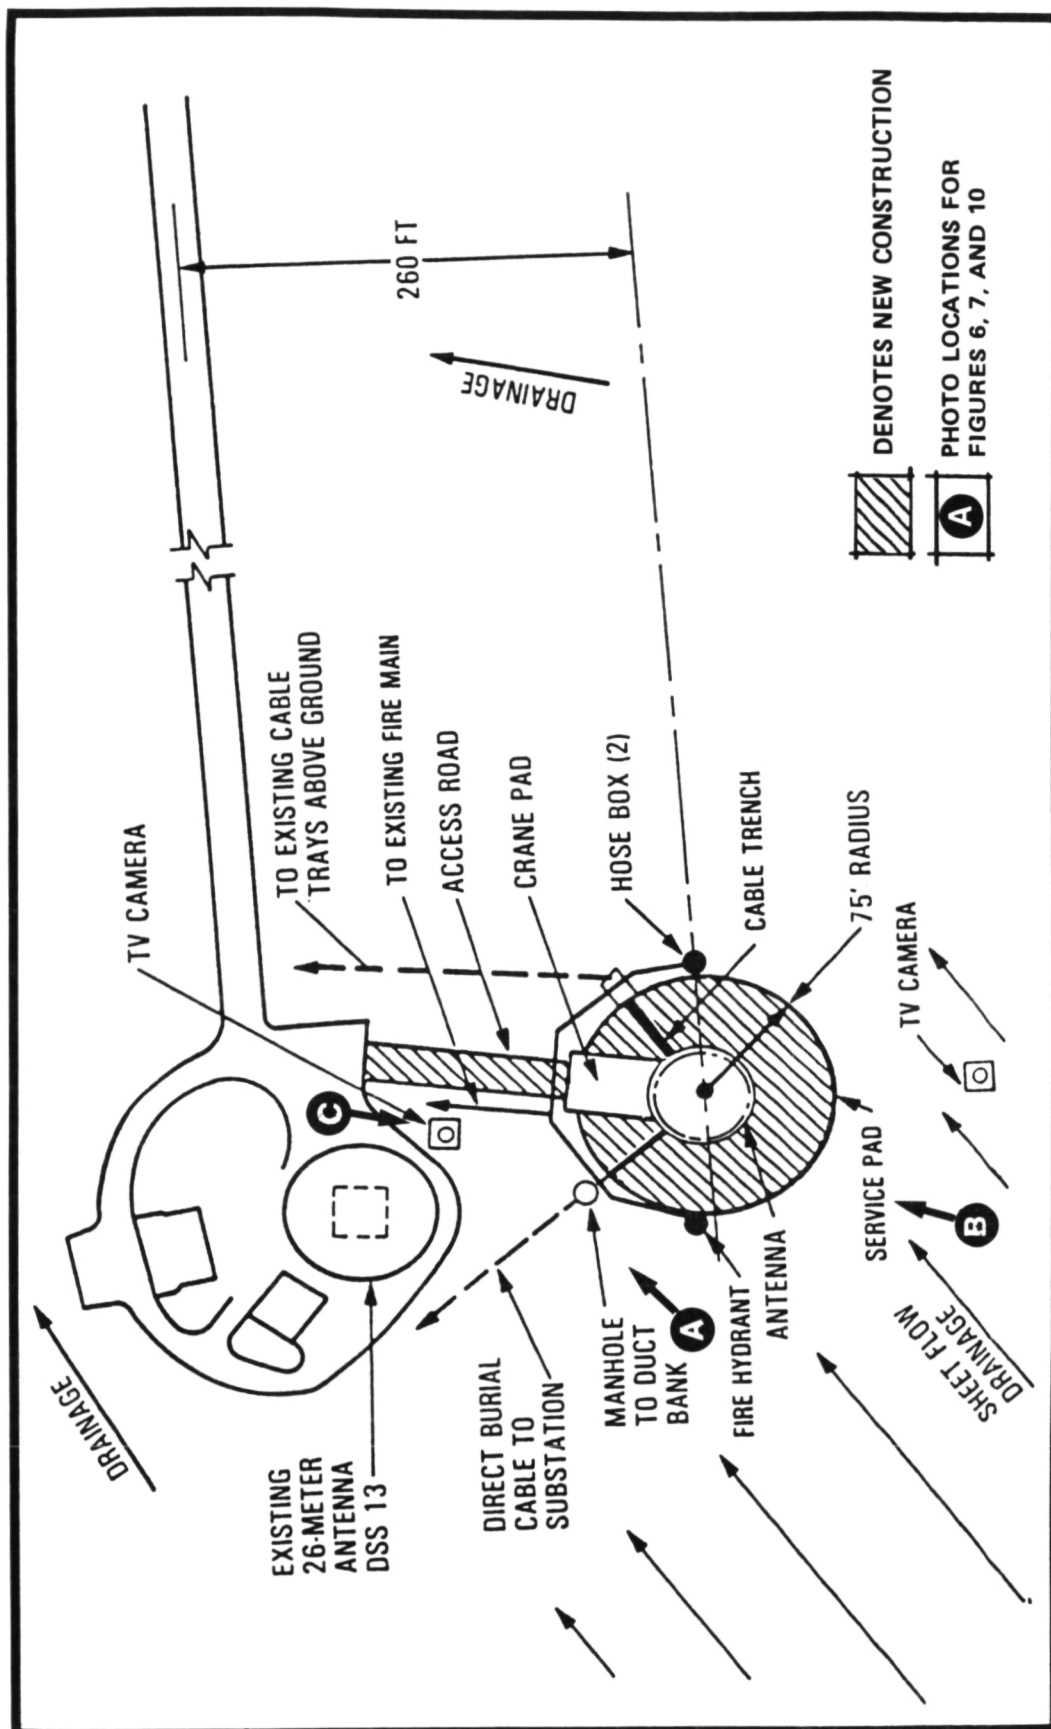 DRAINAGE
EXISTING
26-METER
ANTENNA
DSS 13
TV CAMERA
TO EXISTING CABLE
TRAYS ABOVE GROUND
TO EXISTING FIRE MAIN
ACCESS ROAD
CRANE PAD
HOSE BOX (2)
CABLE TRENCH
75' RADIUS
TV CAMERA
260 FT
DRAINAGE
C
DIRECT BURIAL
CABLE TO
SUBSTATION
MANHOLE
TO DUCT
BANK
A
FIRE HYDRANT
ANTENNA
SERVICE PAD
B
SHEET FLOW
DRAINAGE
DENOTES NEW CONSTRUCTION
A
PHOTO LOCATIONS FOR
FIGURES 6, 7, AND 10